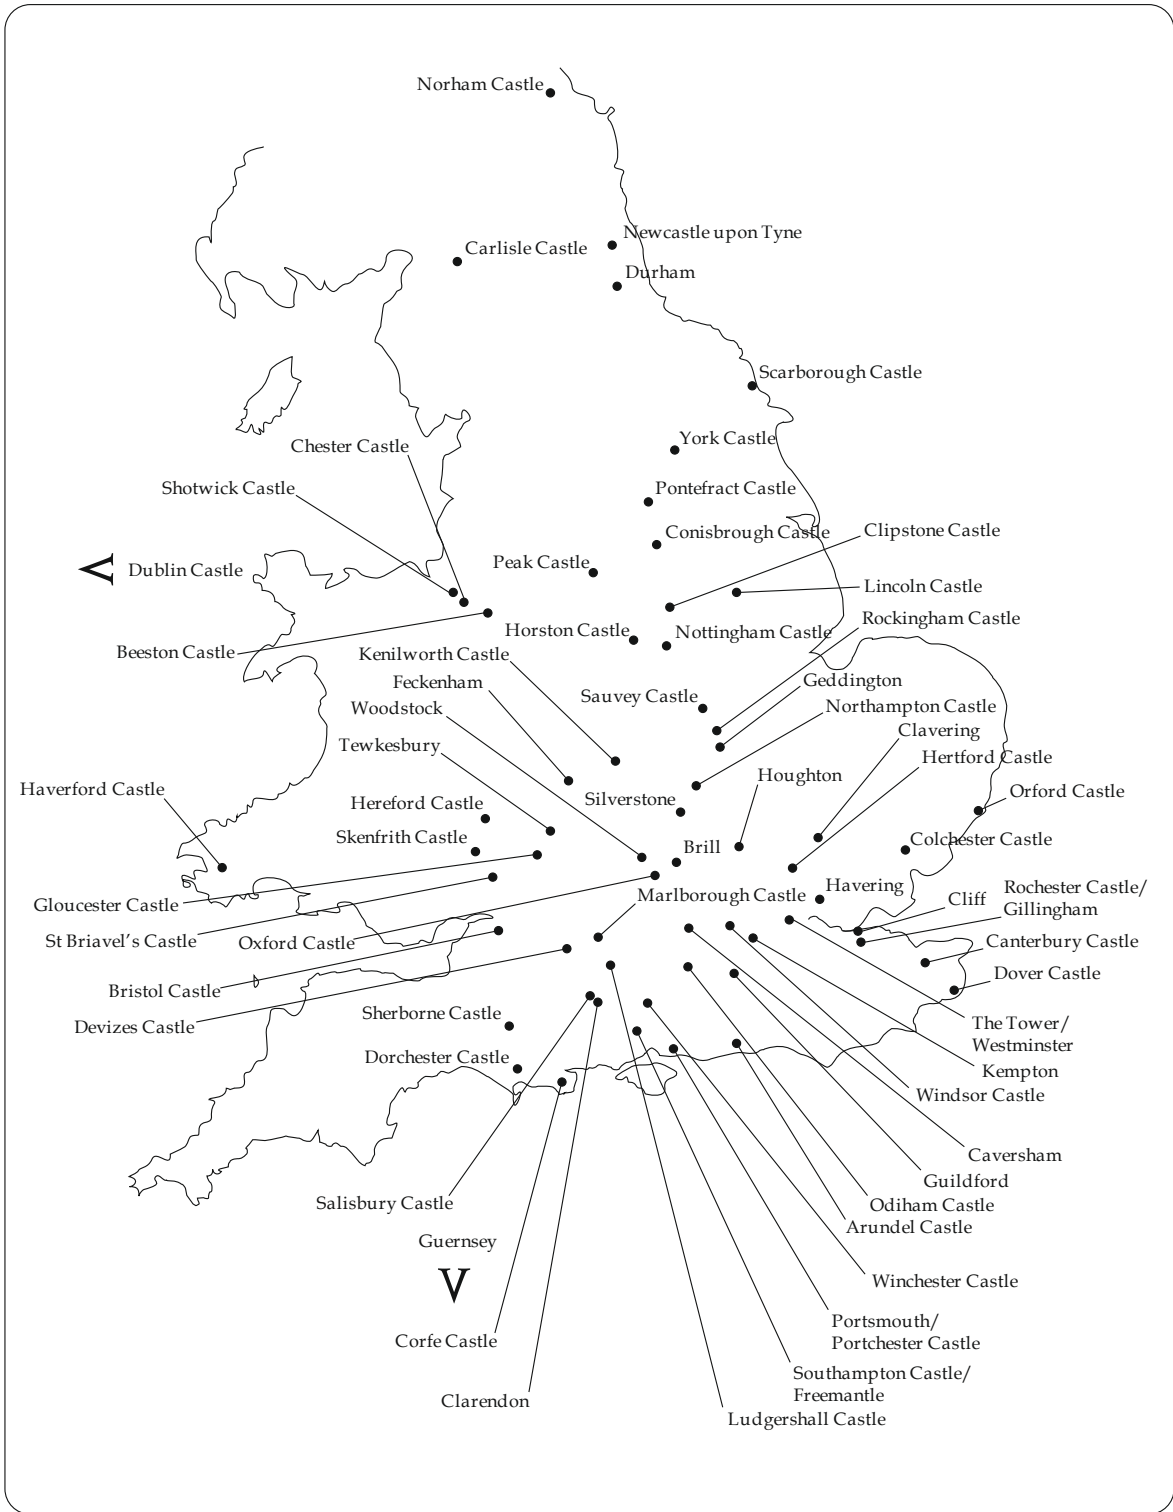 Norham Castle
Newcastle upon Tyne
Carlisle Castle
Durham
Scarborough Castle
York Castle
Chester Castle
Shotwick Castle
Pontefract Castle
Conisbrough Castle
Clipstone Castle
Peak Castle
V
Dublin Castle
Lincoln Castle
Rockingham Castle
Horston Castle
Nottingham Castle
Beeston Castle
Kenilworth Castle
Feckenham
Geddington
Sauvey Castle
Woodstock
Northampton Castle
Clavering
Tewkesbury
Hertford Castle
Houghton
Haverford Castle
Orford Castle
Silverstone
Hereford Castle
Skenfrith Castle
Colchester Castle
Brill
Havering
Rochester Castle/
Gillingham
Marlborough Castle
Cliff
Gloucester Castle
St Briavel's Castle
Oxford Castle
Canterbury Castle
Dover Castle
Bristol Castle
Sherborne Castle
Devizes Castle
The Tower/
Westminster
Dorchester Castle
Kempton
Windsor Castle
Caversham
Guildford
Salisbury Castle
Odiham Castle
Arundel Castle
Guernsey
V
Winchester Castle
Portsmouth/
Portchester Castle
Corfe Castle
Southampton Castle/
Freemantle
Clarendon
Ludgershall Castle